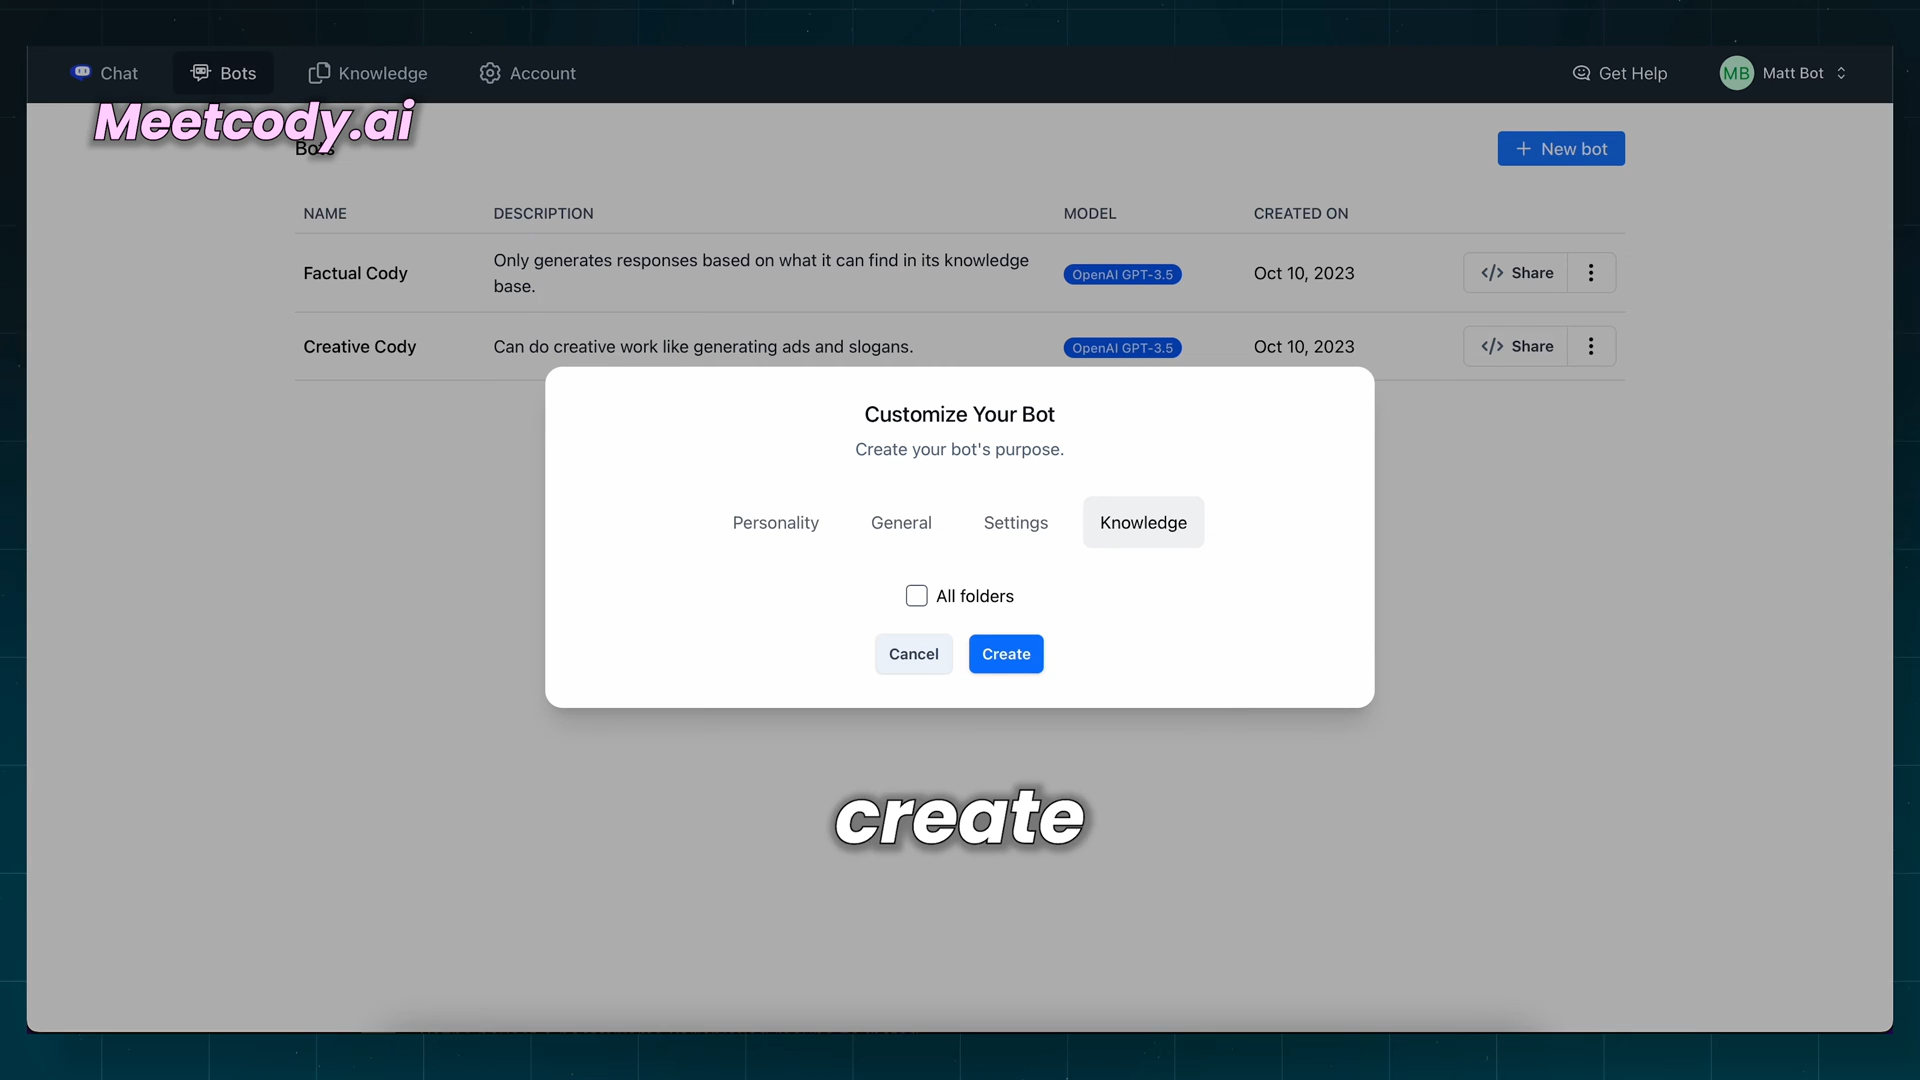 Chat
Bots
Knowledge
Account
Get Help
MB
Matt Bot
Meetcody.ai
Bots
+ New bot
NAME
DESCRIPTION
MODEL
CREATED ON
Factual Cody
Only generates responses based on what it can find in its knowledge
base.
OpenAI GPT-3.5
Oct 10, 2023
</> Share
Creative Cody
Can do creative work like generating ads and slogans.
OpenAI GPT-3.5
Oct 10, 2023
</> Share
Customize Your Bot
Create your bot's purpose.
Personality
General
Settings
Knowledge
All folders
Cancel
Create
create